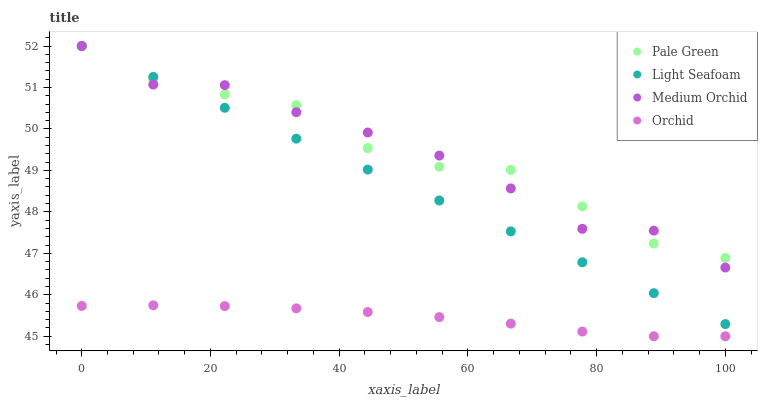 title
yaxis_label
52
51
50
49
48
47
46
45
0
20
40
60
80
100
xaxis_label
Pale Green
Light Seafoam
Medium Orchid
Orchid